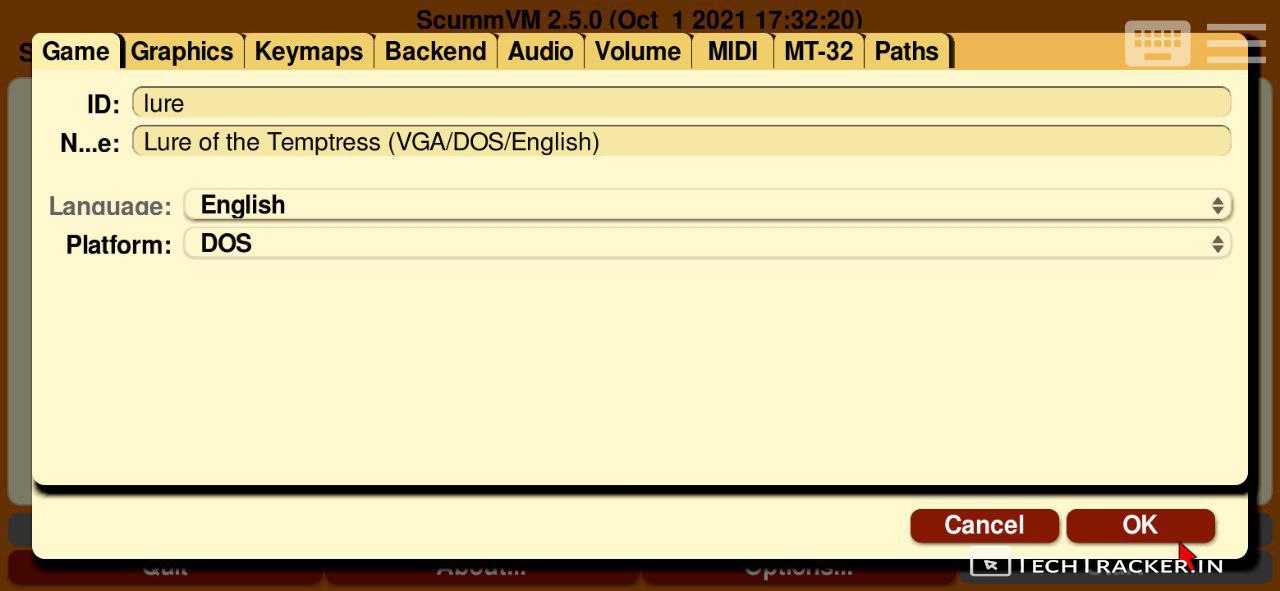 ScummVM 2.5.0 (Oct 1 2021 17:32:20)
S
Game Graphics Keymaps Backend Audio Volume MIDI MT-32 Paths
ID: lure
N...e: Lure of the Temptress (VGA/DOS/English)
Language: English
Platform: DOS
Cancel OK
Quit About... Options...
TECHTRACKER.IN